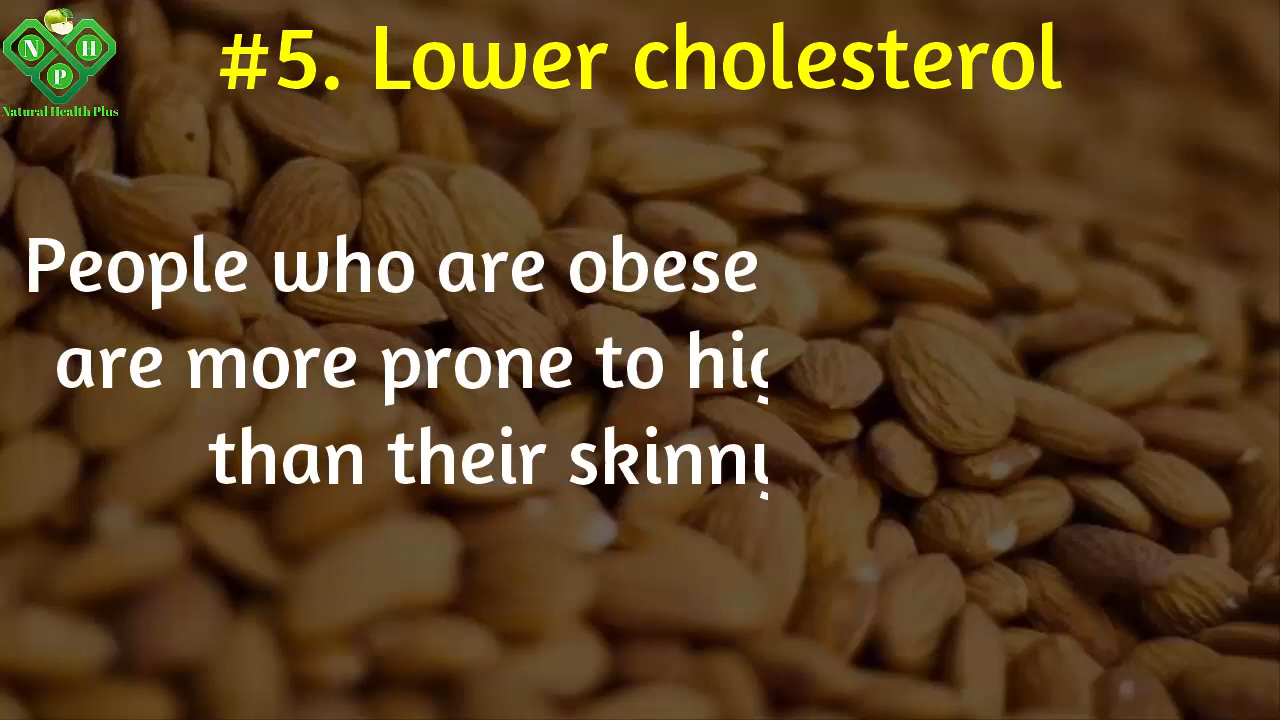 N H
P
Natural Health Plus
#5. Lower cholesterol
People who are obese
are more prone to
than their